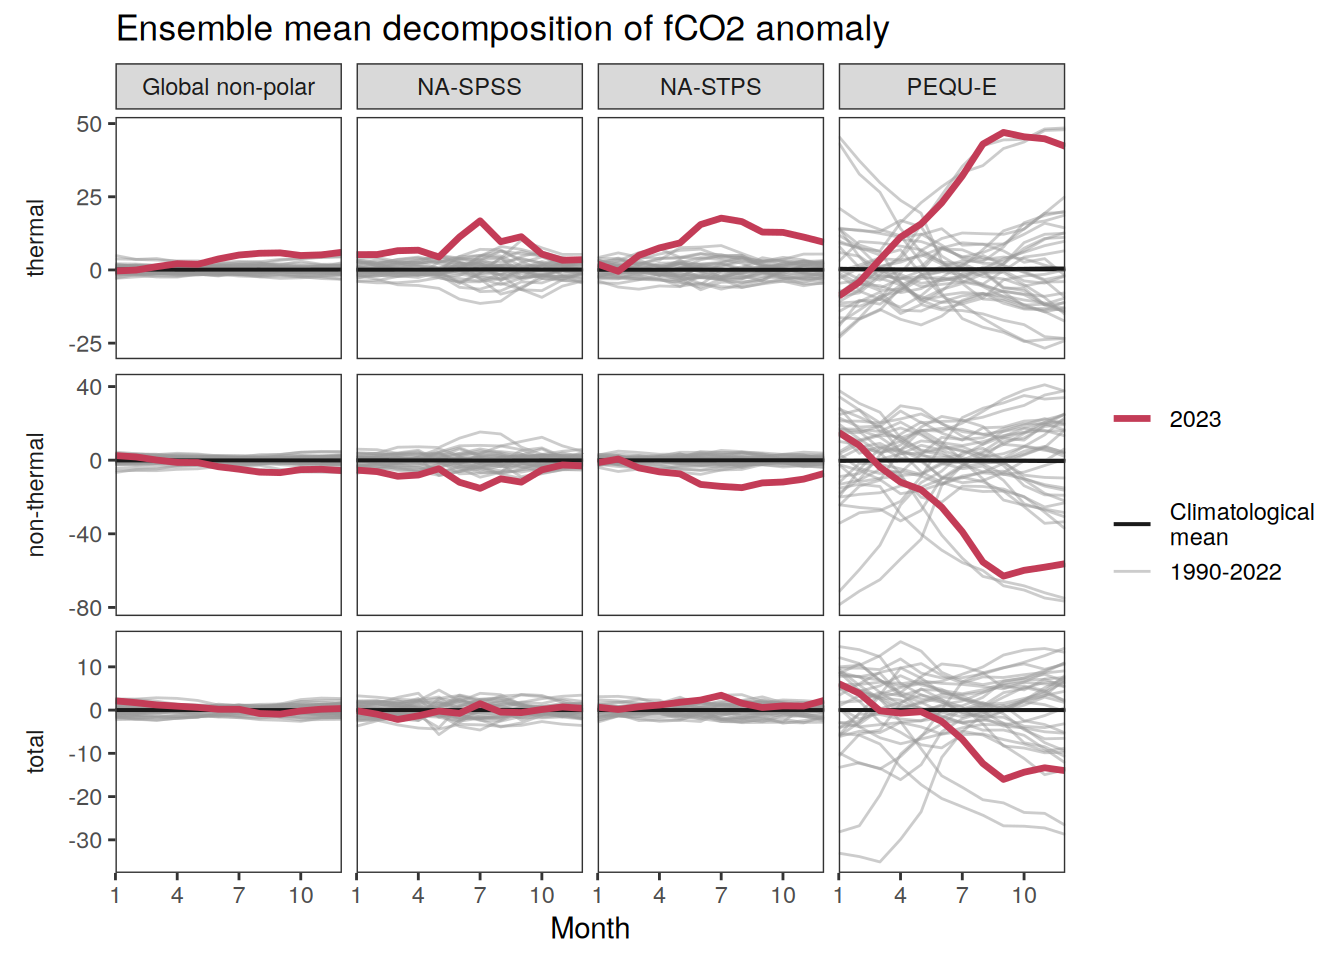 Ensemble mean decomposition of fCO2 anomaly
Global non-polar
NA-SPSS
NA-STPS
PEQU-E
thermal
50
25
0
-25
non-thermal
40
0
-40
-80
total
10
0
-10
-20
-30
1 4 7 10
1 4 7 10
1 4 7 10
1 4 7 10
Month
2023
Climatological
mean
1990-2022